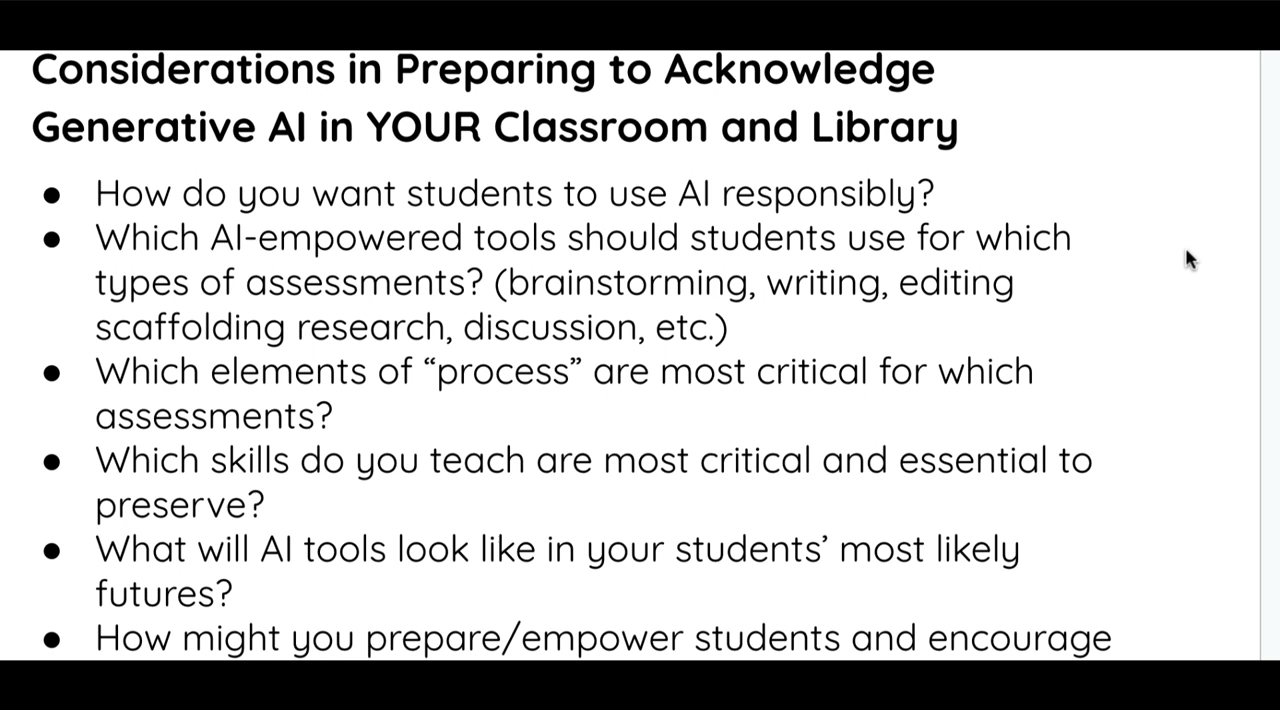 Considerations in Preparing to Acknowledge
Generative AI in YOUR Classroom and Library
● How do you want students to use AI responsibly?
● Which AI-empowered tools should students use for which
types of assessments? (brainstorming, writing, editing
scaffolding research, discussion, etc.)
● Which elements of “process” are most critical for which
assessments?
● Which skills do you teach are most critical and essential to
preserve?
● What will AI tools look like in your students’ most likely
futures?
● How might you prepare/empower students and encourage